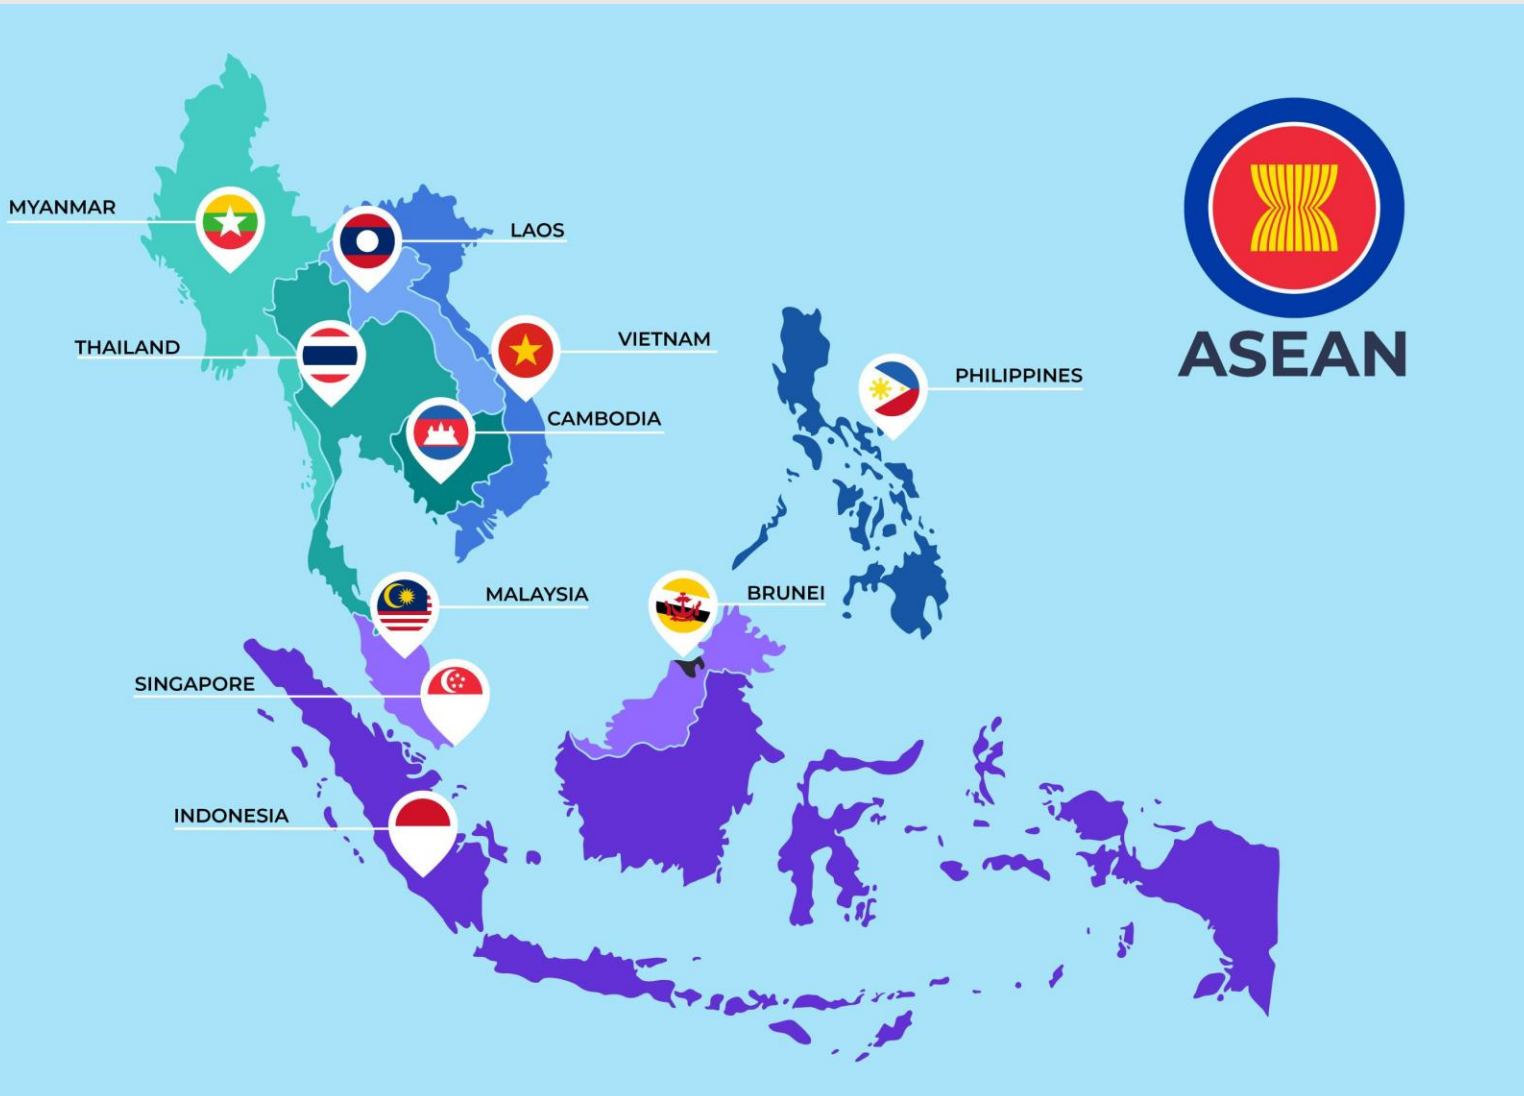 MYANMAR
LAOS
THAILAND
VIETNAM
ASEAN
PHILIPPINES
CAMBODIA
MALAYSIA
BRUNEI
SINGAPORE
INDONESIA